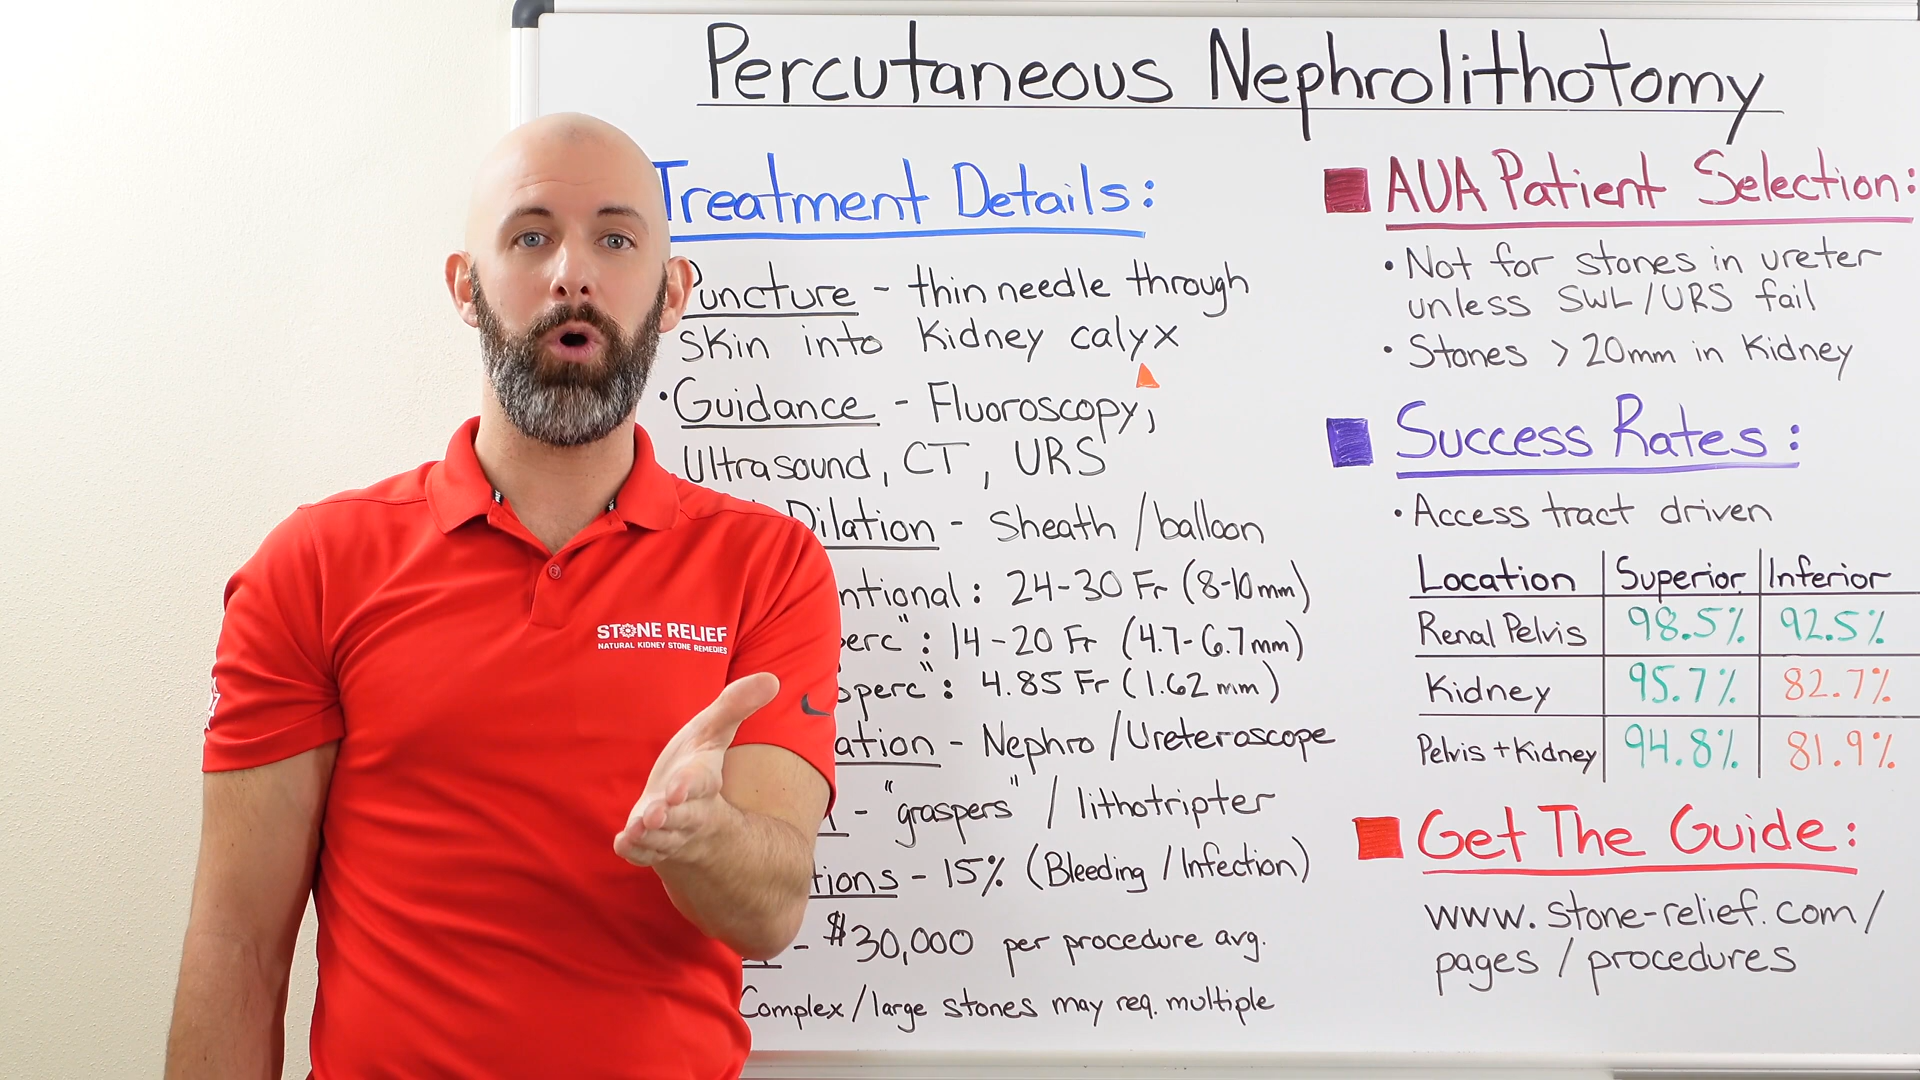 Percutaneous Nephrolithotomy
Treatment Details:
Puncture - thin needle through
skin into kidney calyx
• Guidance - Fluoroscopy,
Ultrasound, CT, URS
Dilation - Sheath / balloon
ntional: 24-30 Fr (8-10mm)
perc": 14-20 Fr (4.7-6.7mm)
perc": 4.85 Fr (1.62mm)
ation - Nephro / Ureteroscope
- "graspers" / lithotripter
tions - 15% (Bleeding / Infection)
- $30,000 per procedure avg.
Complex / large stones may req. multiple
AUA Patient Selection:
• Not for stones in ureter
unless SWL / URS fail
• Stones > 20mm in Kidney
Success Rates:
• Access tract driven
Location Superior Inferior
Renal Pelvis 98.5% 92.5%
Kidney 95.7% 82.7%
Pelvis + Kidney 94.8% 81.9%
Get The Guide:
www.stone-relief.com/
pages / procedures
STONE RELIEF
NATURAL KIDNEY STONE REMEDIES